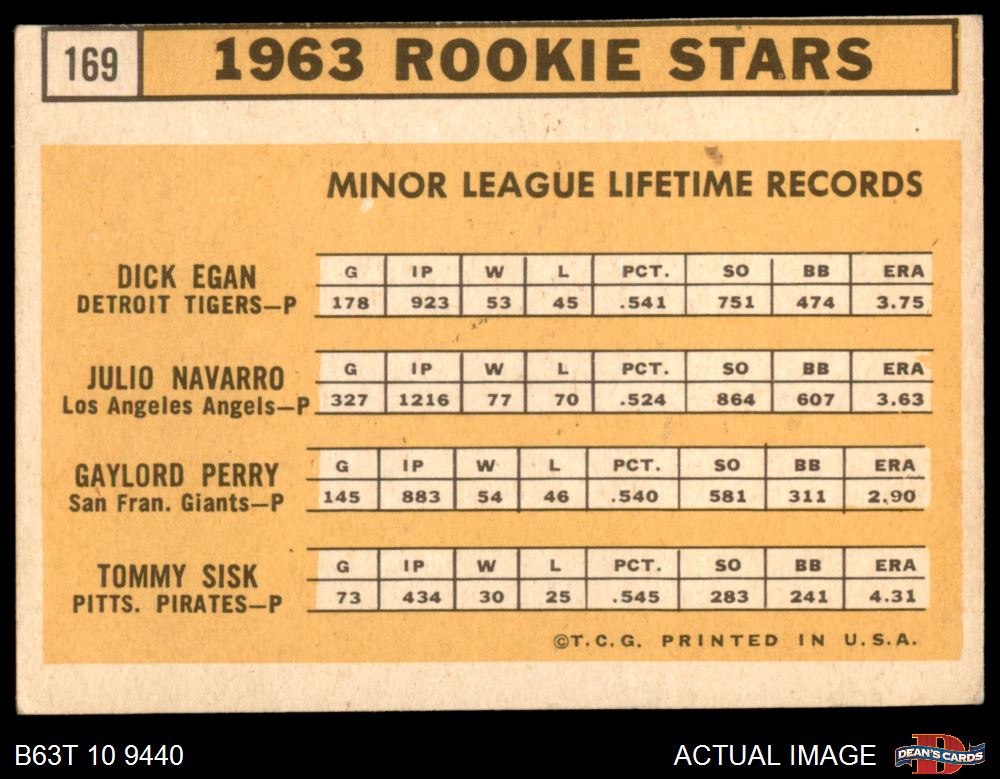 169 1963 ROOKIE STARS
MINOR LEAGUE LIFETIME RECORDS
DICK EGAN
DETROIT TIGERS—P
G IP W L PCT. SO BB ERA
178 923 53 45 .541 751 474 3.75
JULIO NAVARRO
Los Angeles Angels—P
G IP W L PCT. SO BB ERA
327 1216 77 70 .524 864 607 3.63
GAYLORD PERRY
San Fran. Giants—P
G IP W L PCT. SO BB ERA
145 883 54 46 .540 581 311 2.90
TOMMY SISK
PITTS. PIRATES—P
G IP W L PCT. SO BB ERA
73 434 30 25 .545 283 241 4.31
©T.C.G. PRINTED IN U.S.A.
B63T 10 9440
ACTUAL IMAGE
D
DEAN'S CARDS